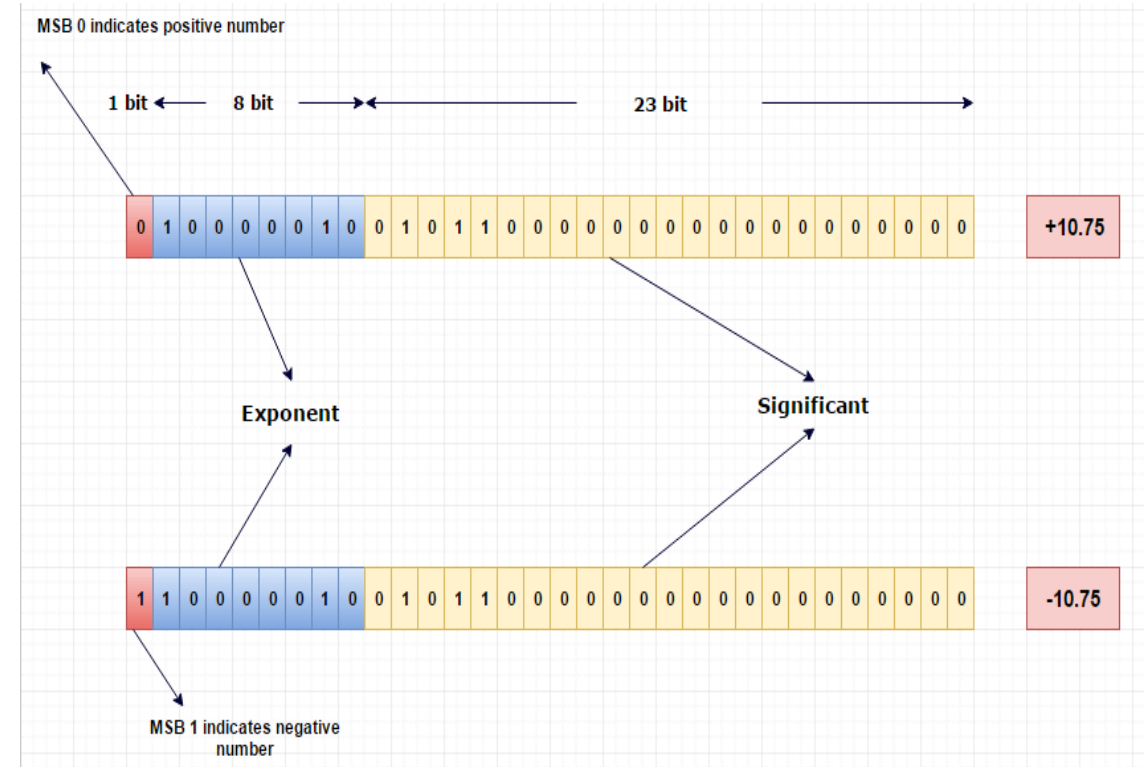 MSB 0 indicates positive number
1 bit 8 bit 23 bit
0 1 0 0 0 0 0 1 0 0 1 0 1 1 0 0 0 0 0 0 0 0 0 0 0 0 0 0 0 0 0 0 +10.75
Exponent Significant
1 1 0 0 0 0 0 1 0 0 1 0 1 1 0 0 0 0 0 0 0 0 0 0 0 0 0 0 0 0 0 0 -10.75
MSB 1 indicates negative
number